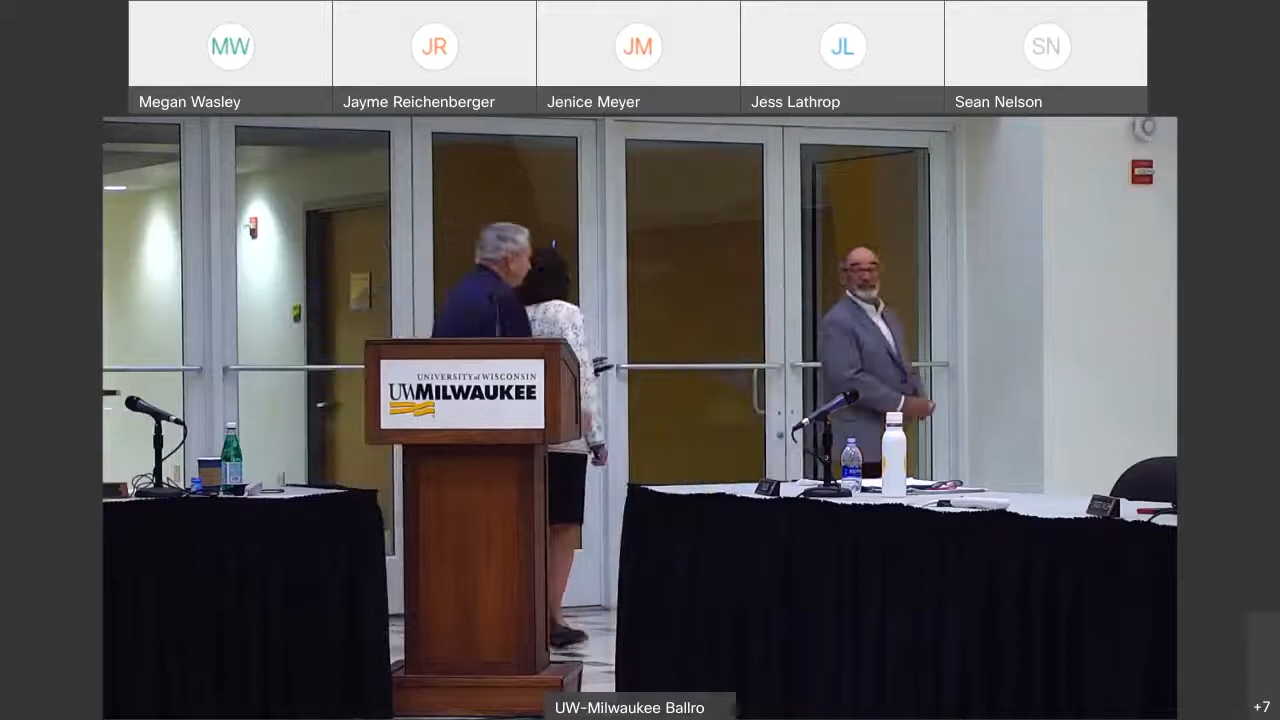 MW
JR
JM
JL
SN
Megan Wasley
Jayme Reichenberger
Jenice Meyer
Jess Lathrop
Sean Nelson
UNIVERSITY of WISCONSIN
UWMILWAUKEE
UW-Milwaukee Ballro
+7